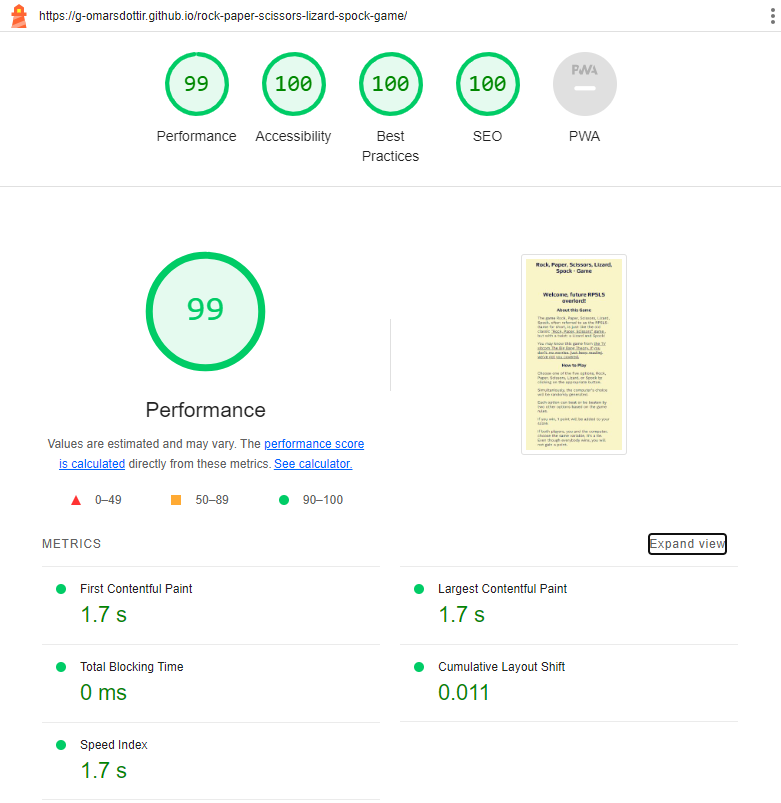 https://g-omarsdottir.github.io/rock-paper-scissors-lizard-spock-game/
99
100
100
100
PWA
Performance
Accessibility
Best
Practices
SEO
PWA
99
Performance
Values are estimated and may vary. The performance score
is calculated directly from these metrics. See calculator.
0–49
50–89
90–100
Rock, Paper, Scissors, Lizard,
Spock - Game
Welcome, future RPSLS
overlord!
About this Game
How to Play
METRICS
Expand view
First Contentful Paint
1.7 s
Largest Contentful Paint
1.7 s
Total Blocking Time
0 ms
Cumulative Layout Shift
0.011
Speed Index
1.7 s